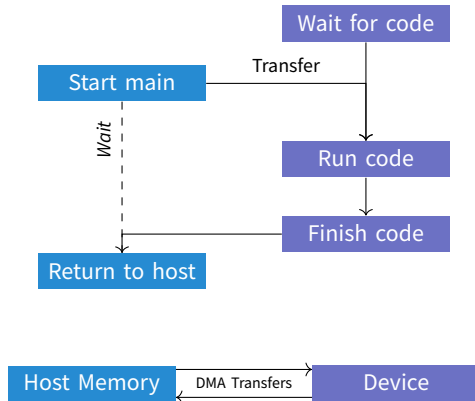 Wait for code
Start main
Transfer
Wait
Run code
Finish code
Return to host
Host Memory
DMA Transfers
Device